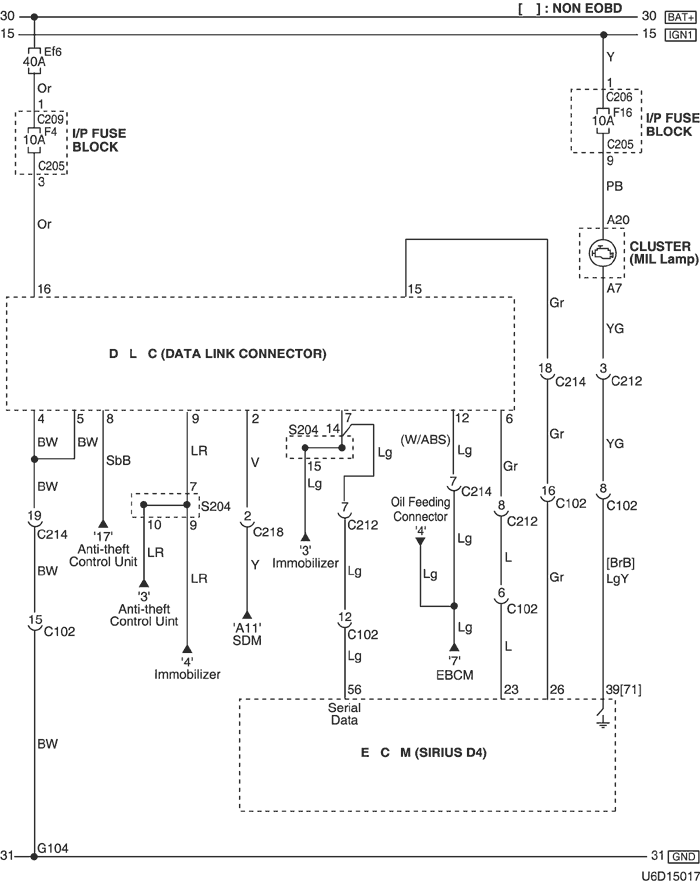 [ ] : NON EOBD
30 30 BAT+
15 15 IGN1
Ef6
40A
Or
1
C209
F4
10A
C205
I/P FUSE
BLOCK
3
Or
16
Y
1
C206
F16
10A
C205
I/P FUSE
BLOCK
9
PB
A20
CLUSTER
(MIL Lamp)
A7
YG
3
C212
YG
8
C102
[BrB]
LgY
39[71]
15
Gr
18
C214
Gr
16
C102
Gr
26
D L C (DATA LINK CONNECTOR)
4 5 8 9 2 7 12 6
BW
BW
BW
19
C214
BW
15
C102
BW
SbB
'17'
Anti-theft
Control Unit
LR
7
S204
10 9
LR
'3'
Anti-theft
Control Uint
LR
'4'
Immobilizer
V
2
C218
Y
'A11'
SDM
S204
14
15
Lg
'3'
Immobilizer
Lg
7
C212
Lg
12
C102
Lg
56
(W/ABS)
Lg
7
C214
Oil Feeding
Connector
'4'
Lg
Lg
Lg
'7'
EBCM
Gr
8
C212
L
6
C102
L
23
Serial
Data
E C M (SIRIUS D4)
G104
31 31 GND
U6D15017